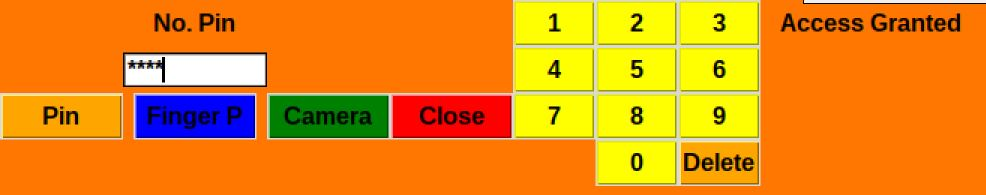 No. Pin
****
Pin Finger P Camera Close
1 2 3
4 5 6
7 8 9
0 Delete
Access Granted